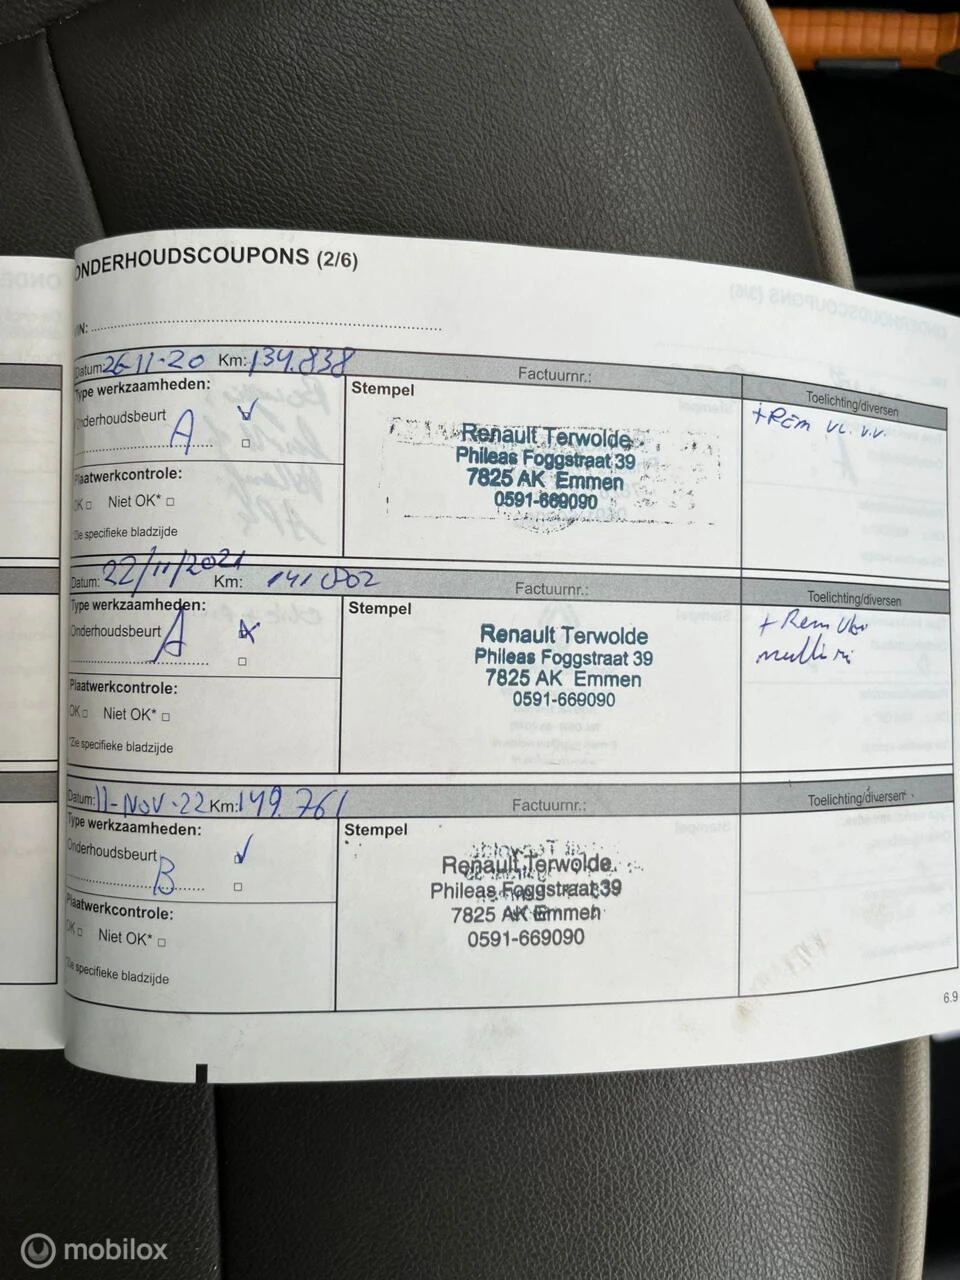 ONDERHOUDSCOUPONS (2/6)
VIN:
Datum: 26-11-20 Km: 134.838 Factuurnr.: Toelichting/diversen
Type werkzaamheden:
Onderhoudsbeurt
A
Plaatwerkcontrole:
OK □ Niet OK* □
*Zie specifieke bladzijde
Stempel
Renault Terwolde
Phileas Foggstraat 39
7825 AK Emmen
0591-669090
+ Rem vl. v.v.
Datum: 22/11/2021 Km: 141002 Factuurnr.: Toelichting/diversen
Type werkzaamheden:
Onderhoudsbeurt
A
Plaatwerkcontrole:
OK □ Niet OK* □
*Zie specifieke bladzijde
Stempel
Renault Terwolde
Phileas Foggstraat 39
7825 AK Emmen
0591-669090
+ Rem
Datum: 11-NOV-22 Km: 149.761 Factuurnr.: Toelichting/diversen
Type werkzaamheden:
Onderhoudsbeurt
B
Plaatwerkcontrole:
OK □ Niet OK* □
*Zie specifieke bladzijde
Stempel
Renault Terwolde
Phileas Foggstraat 39
7825 AK Emmen
0591-669090
6.9
mobilox